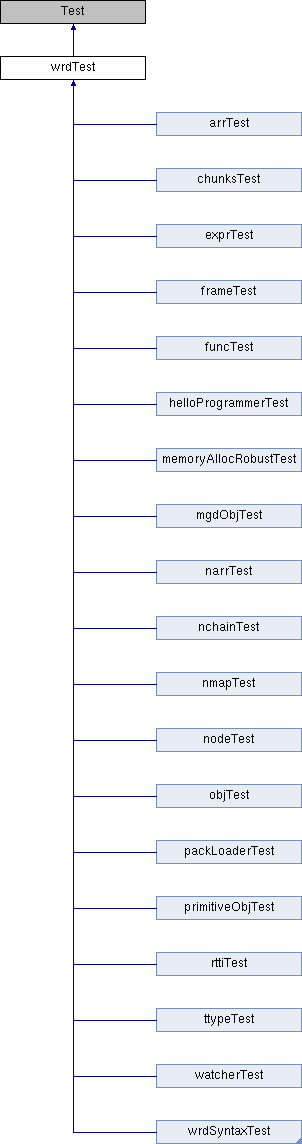 Test
wrdTest
arrTest
chunksTest
exprTest
frameTest
funcTest
helloProgrammerTest
memoryAllocRobustTest
mgdObjTest
narrTest
nchainTest
nmapTest
nodeTest
objTest
packLoaderTest
primitiveObjTest
rttiTest
ttypeTest
watcherTest
wrdSyntaxTest